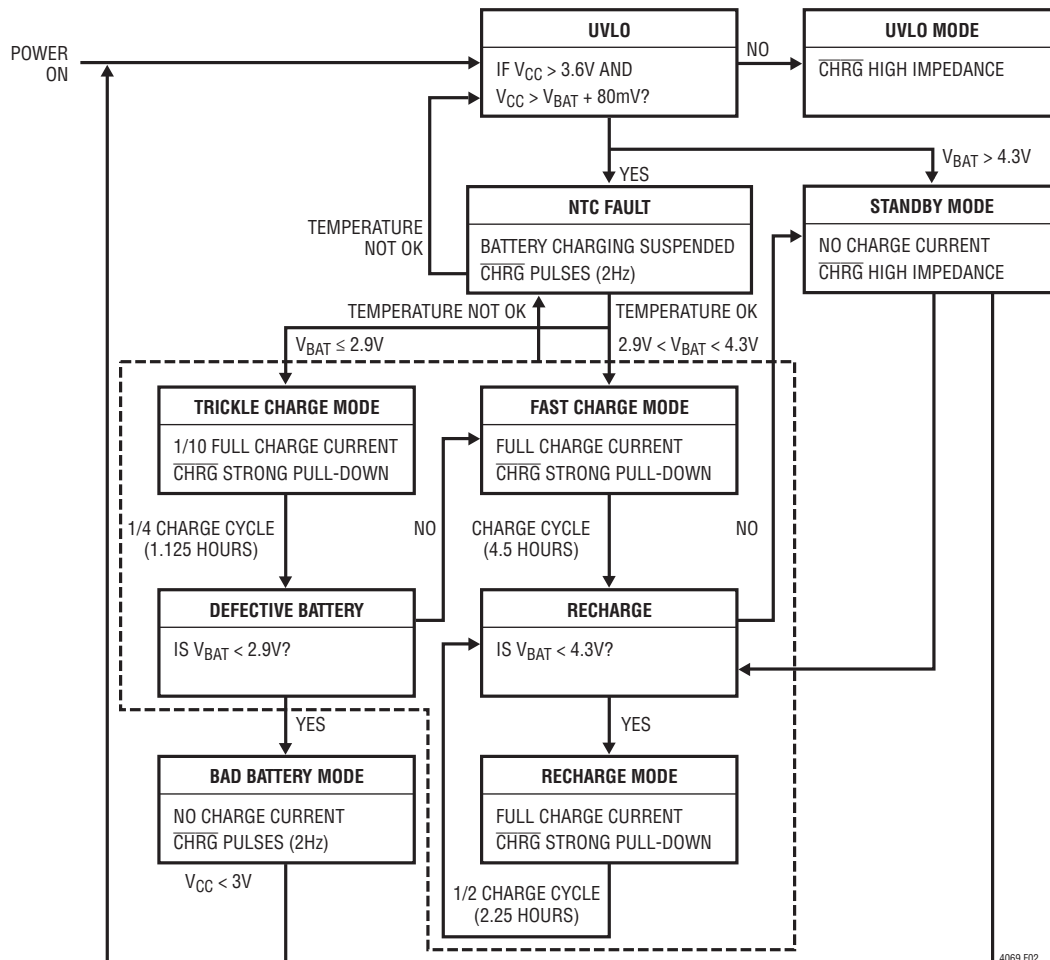 POWER
ON
UVLO
IF VCC > 3.6V AND
VCC > VBAT + 80mV?
NO
UVLO MODE
CHRG HIGH IMPEDANCE
YES
VBAT > 4.3V
TEMPERATURE
NOT OK
NTC FAULT
BATTERY CHARGING SUSPENDED
CHRG PULSES (2Hz)
STANDBY MODE
NO CHARGE CURRENT
CHRG HIGH IMPEDANCE
TEMPERATURE NOT OK
TEMPERATURE OK
VBAT ≤ 2.9V
2.9V < VBAT < 4.3V
TRICKLE CHARGE MODE
1/10 FULL CHARGE CURRENT
CHRG STRONG PULL-DOWN
FAST CHARGE MODE
FULL CHARGE CURRENT
CHRG STRONG PULL-DOWN
1/4 CHARGE CYCLE
(1.125 HOURS)
NO
CHARGE CYCLE
(4.5 HOURS)
NO
DEFECTIVE BATTERY
IS VBAT < 2.9V?
RECHARGE
IS VBAT < 4.3V?
YES
YES
BAD BATTERY MODE
NO CHARGE CURRENT
CHRG PULSES (2Hz)
RECHARGE MODE
FULL CHARGE CURRENT
CHRG STRONG PULL-DOWN
VCC < 3V
1/2 CHARGE CYCLE
(2.25 HOURS)
4069 F02